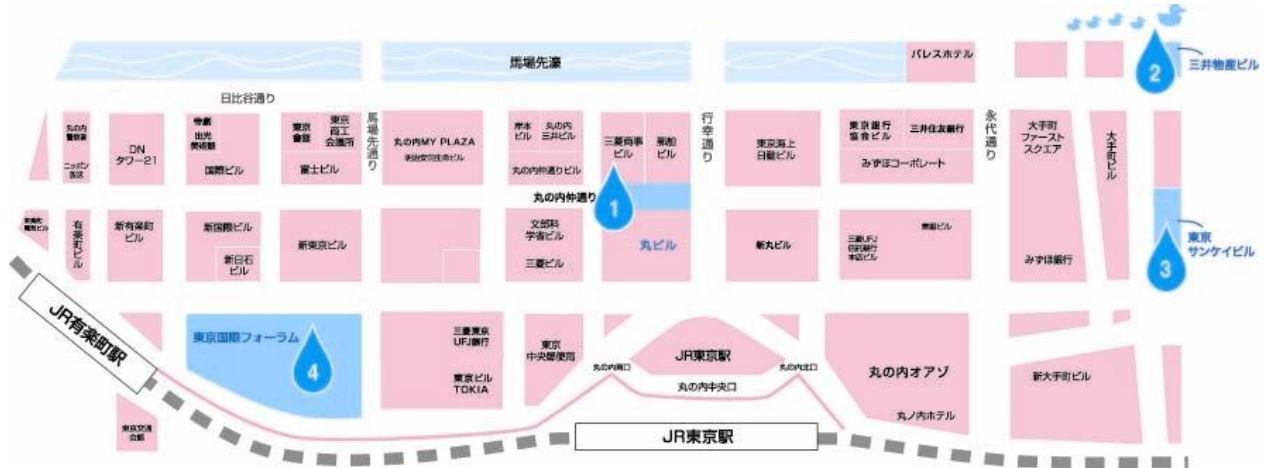 馬場先濠
パレスホテル
2
三井物産ビル
日比谷通り
馬場先通り
行幸通り
永代通り
丸の内
警察署
ニッポン
放送
DN
タワー21
帝劇
出光
美術館
国際ビル
東京
會舘
東京
商工
会議所
富士ビル
丸の内MY PLAZA
明治安田生命ビル
岸本
ビル
丸の内
三井ビル
丸の内仲通りビル
三菱商事
ビル
郵船
ビル
東京海上
日動ビル
東京銀行
協会ビル
三井住友銀行
みずほコーポレート
大手町
ファースト
スクエア
大手町ビル
丸の内仲通り
1
有楽町
電気ビル
有楽町ビル
新有楽町
ビル
新国際ビル
新日石
ビル
新東京ビル
文部科
学省ビル
三菱ビル
丸ビル
新丸ビル
三菱UFJ
信託銀行
本店ビル
みずほ銀行
東京
サンケイビル
3
JR有楽町駅
東京国際フォーラム
4
三菱東京
UFJ銀行
東京ビル
TOKIA
東京
中央郵便局
丸の内南口
JR東京駅
丸の内中央口
丸の内北口
丸の内オアゾ
丸ノ内ホテル
新大手町ビル
東京交通
会館
JR東京駅